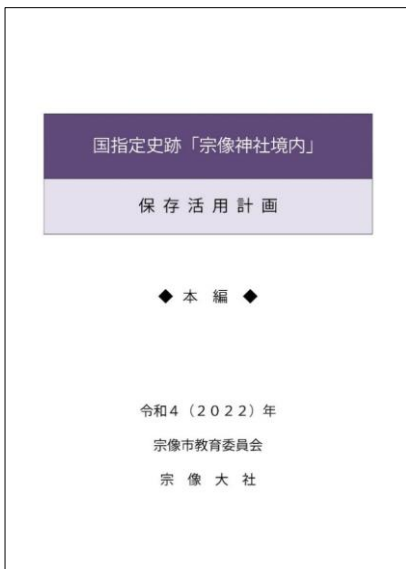 国指定史跡「宗像神社境内」
保存活用計画
◆ 本 編 ◆
令和４（２０２２）年
宗像市教育委員会
宗 像 大 社